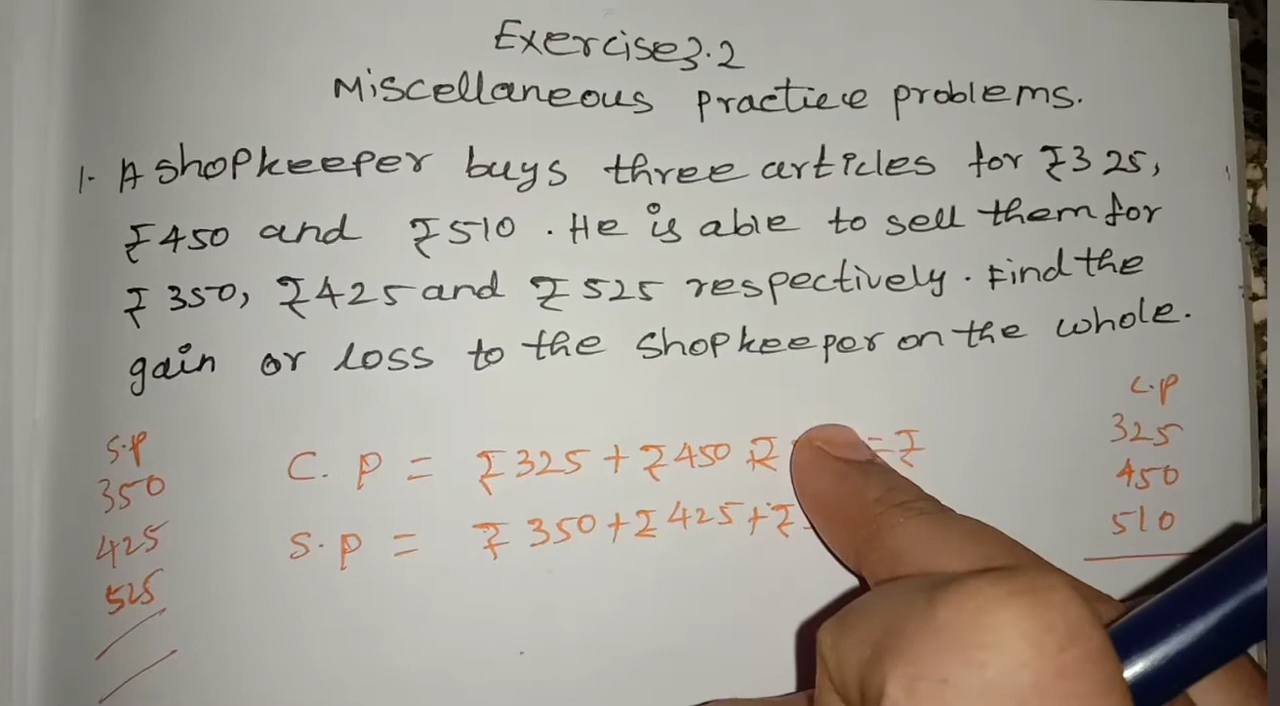 Exercise 3.2
Miscellaneous practice problems.
1. A shopkeeper buys three articles for ₹325,
₹450 and ₹510. He is able to sell them for
₹350, ₹425 and ₹525 respectively. Find the
gain or loss to the shopkeeper on the whole.
C.P = ₹325 + ₹450 ₹ = ₹
S.P = ₹350 + ₹425 + ₹
S.P
350
425
525
C.P
325
450
510